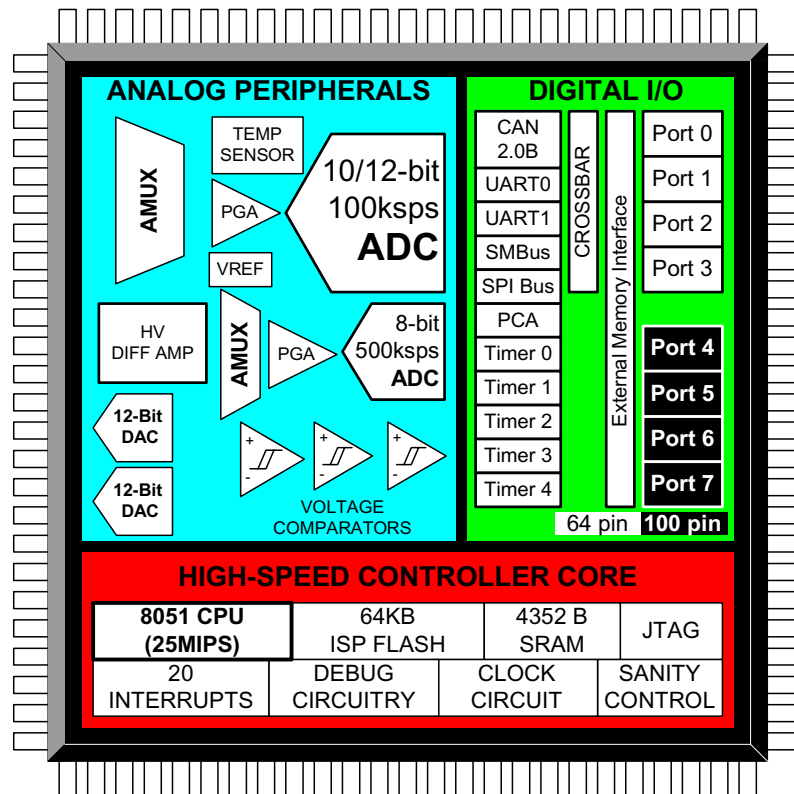 ANALOG PERIPHERALS
AMUX
TEMP
SENSOR
PGA
10/12-bit
100ksps
ADC
VREF
HV
DIFF AMP
AMUX
PGA
8-bit
500ksps
ADC
12-Bit
DAC
12-Bit
DAC
+
-
+
-
+
-
VOLTAGE
COMPARATORS
DIGITAL I/O
CAN
2.0B
UART0
UART1
SMBus
SPI Bus
PCA
Timer 0
Timer 1
Timer 2
Timer 3
Timer 4
CROSSBAR
External Memory Interface
Port 0
Port 1
Port 2
Port 3
Port 4
Port 5
Port 6
Port 7
64 pin 100 pin
HIGH-SPEED CONTROLLER CORE
8051 CPU
(25MIPS)
64KB
ISP FLASH
4352 B
SRAM
JTAG
20
INTERRUPTS
DEBUG
CIRCUITRY
CLOCK
CIRCUIT
SANITY
CONTROL